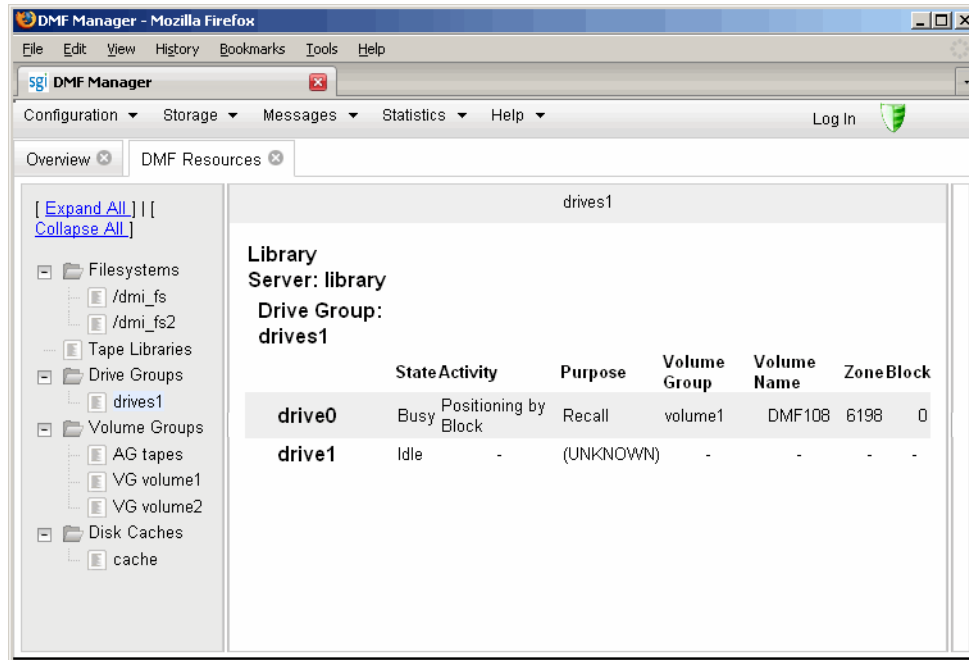 DMF Manager - Mozilla Firefox
File Edit View History Bookmarks Tools Help
sgi DMF Manager
Configuration Storage Messages Statistics Help Log In
Overview DMF Resources
[ Expand All ] | [
Collapse All ]
Filesystems
/dmi_fs
/dmi_fs2
Tape Libraries
Drive Groups
drives1
Volume Groups
AG tapes
VG volume1
VG volume2
Disk Caches
cache
drives1
Library
Server: library
Drive Group:
drives1
State Activity Purpose Volume Group Volume Name Zone Block
drive0 Busy Positioning by Block Recall volume1 DMF108 6198 0
drive1 Idle - (UNKNOWN) - - - -